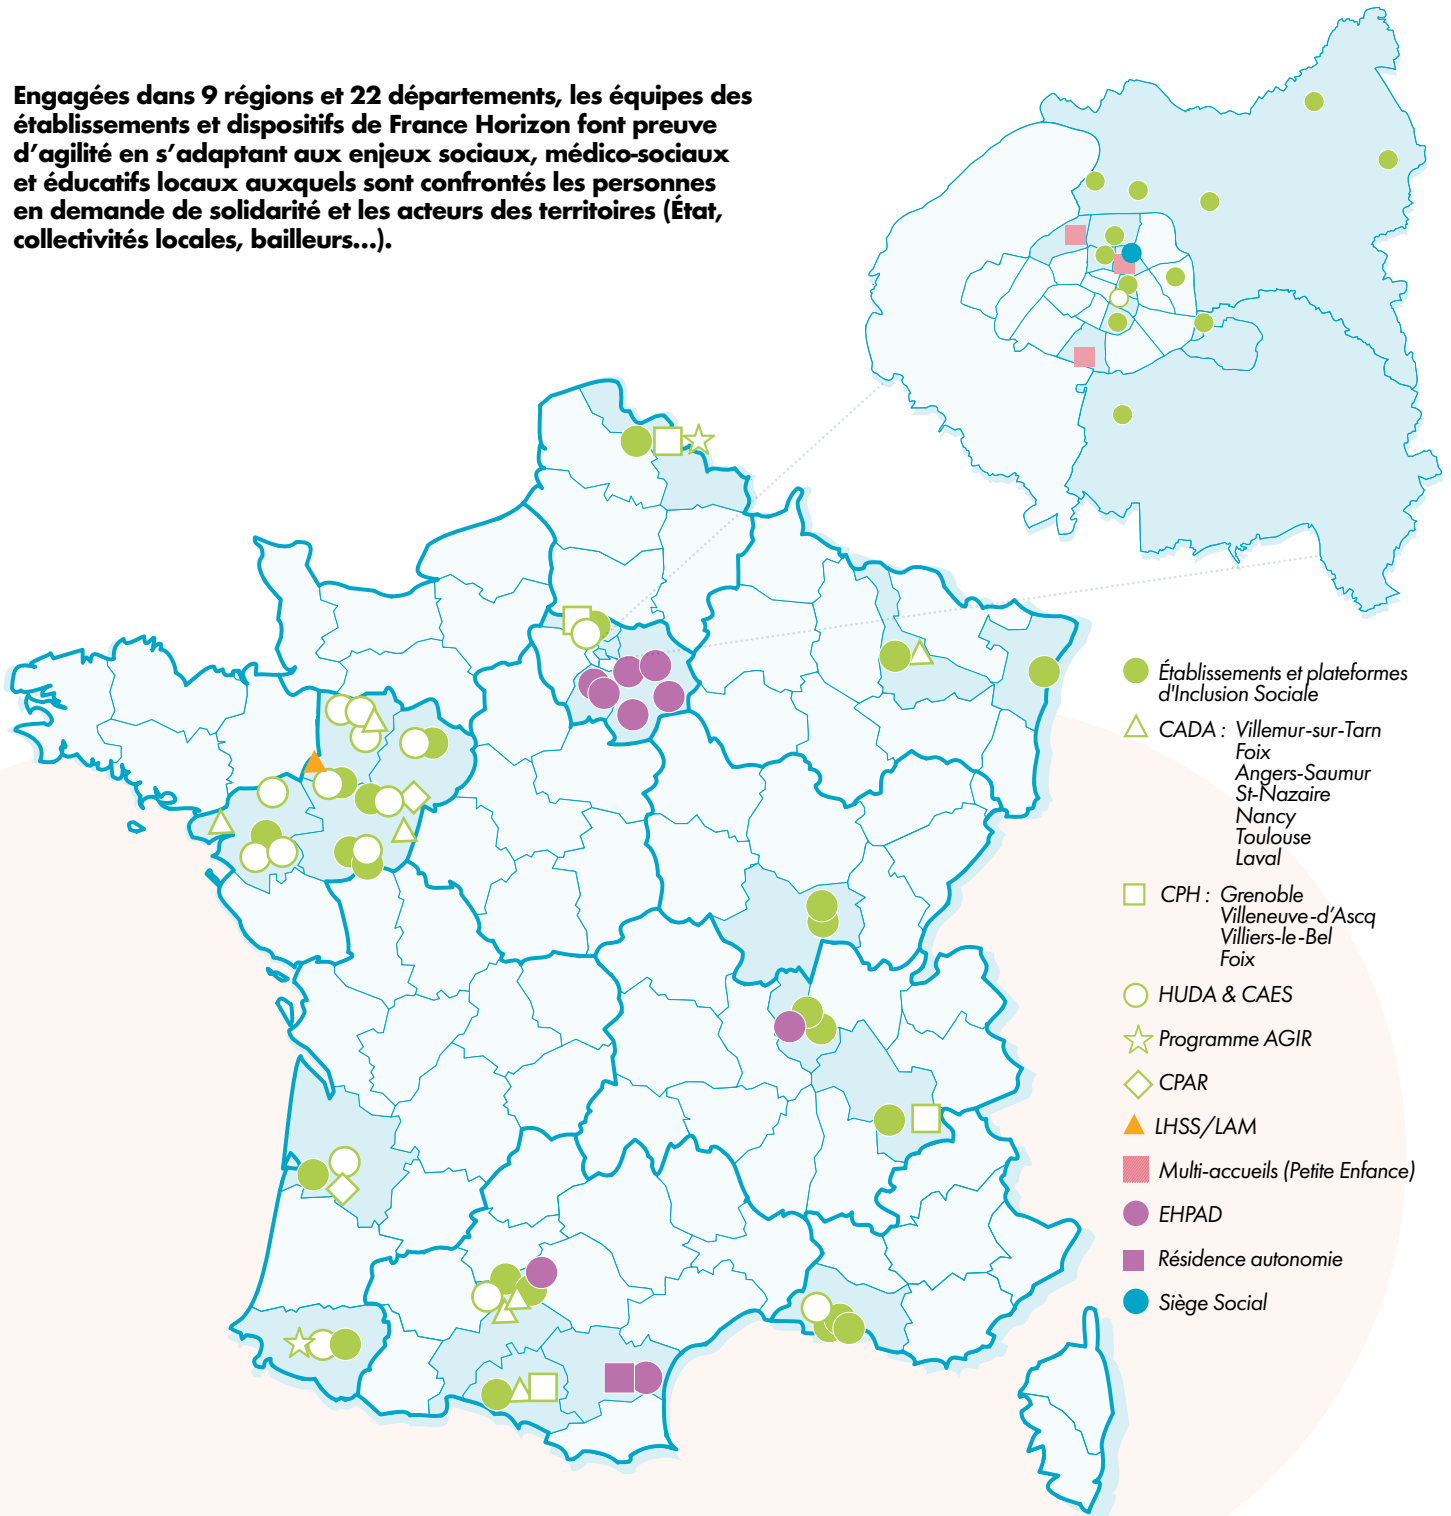 Engagées dans 9 régions et 22 départements, les équipes des
établissements et dispositifs de France Horizon font preuve
d'agilité en s'adaptant aux enjeux sociaux, médico-sociaux
et éducatifs locaux auxquels sont confrontés les personnes
en demande de solidarité et les acteurs des territoires (État,
collectivités locales, bailleurs...).
Établissements et plateformes
d'Inclusion Sociale
CADA : Villemur-sur-Tarn
Foix
Angers-Saumur
St-Nazaire
Nancy
Toulouse
Laval
CPH : Grenoble
Villeneuve-d'Ascq
Villiers-le-Bel
Foix
HUDA & CAES
Programme AGIR
CPAR
LHSS/LAM
Multi-accueils (Petite Enfance)
EHPAD
Résidence autonomie
Siège Social